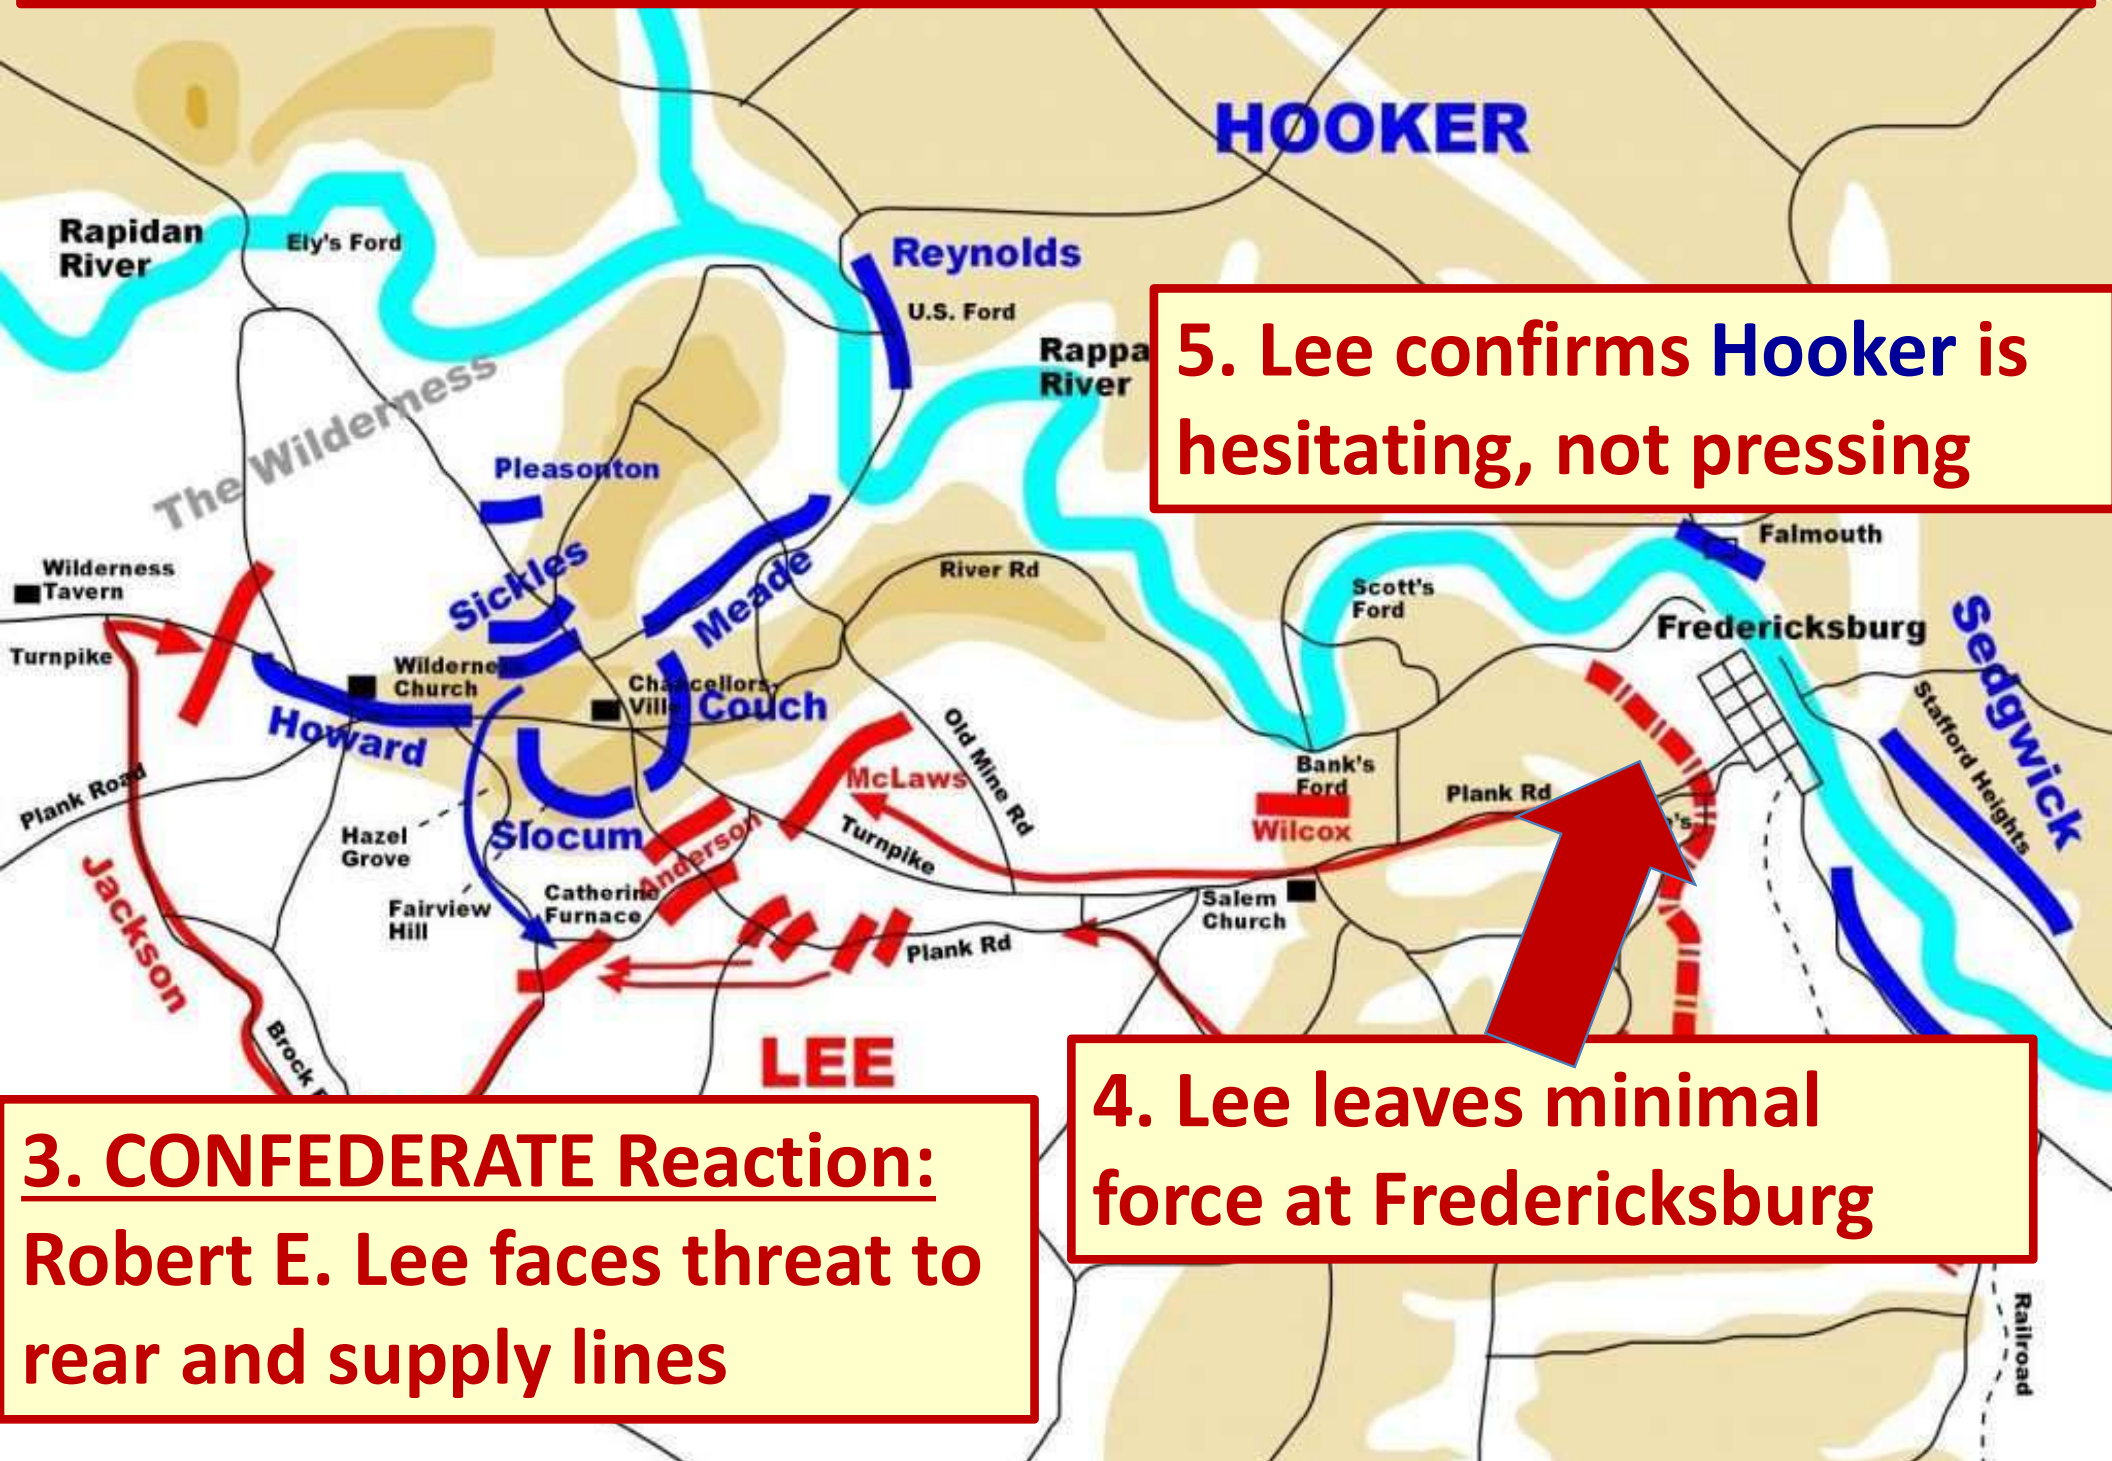 HOOKER
Rapidan
River
Ely's Ford
Reynolds
U.S. Ford
Rappa
River
5. Lee confirms Hooker is
hesitating, not pressing
The Wilderness
Pleasonton
Falmouth
Wilderness
Tavern
Sickles
Meade
River Rd
Scott's
Ford
Fredericksburg
Sedgwick
Stafford Heights
Turnpike
Wilderne
Church
Chancellors-
Ville
Couch
Howard
Old Mine Rd
McLaws
Bank's
Ford
Plank Rd
Wilcox
Plank Road
Hazel
Grove
Slocum
Anderson
Turnpike
e's
Jackson
Fairview
Hill
Catherine
Furnace
Salem
Church
Plank Rd
Brock
LEE
4. Lee leaves minimal
force at Fredericksburg
3. CONFEDERATE Reaction:
Robert E. Lee faces threat to
rear and supply lines
Railroad